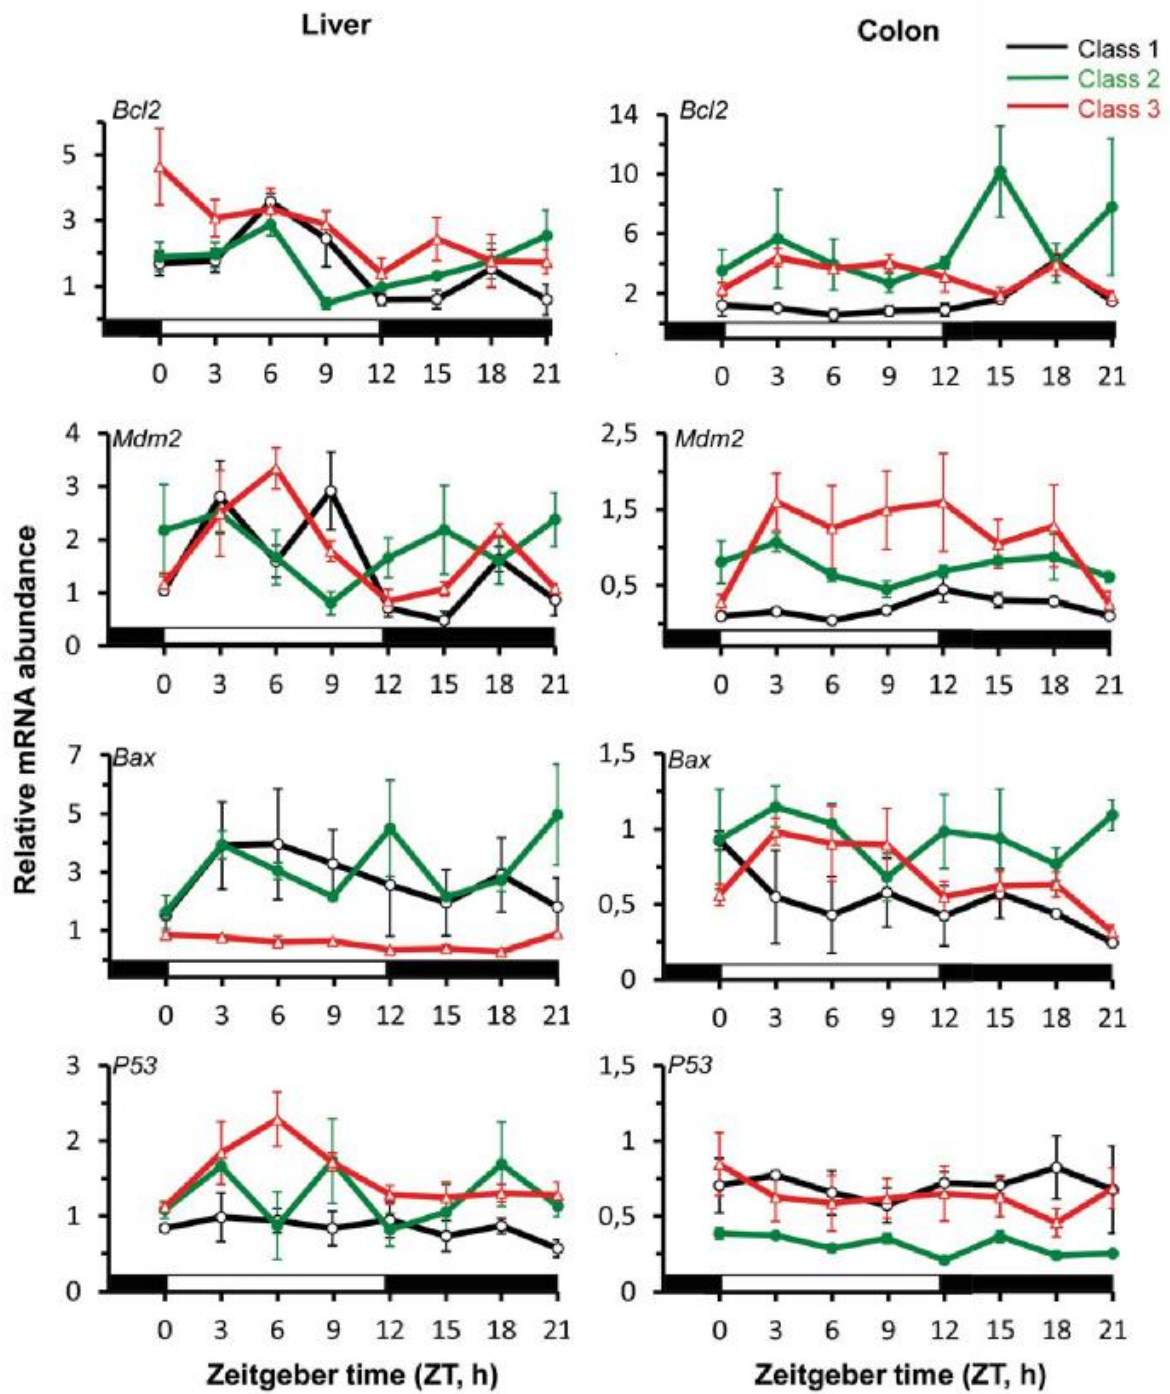 Liver
Colon
Class 1
Class 2
Class 3
Relative mRNA abundance
Bcl2
5
3
1
0 3 6 9 12 15 18 21
Bcl2
14
10
6
2
0 3 6 9 12 15 18 21
Mdm2
4
3
2
1
0
0 3 6 9 12 15 18 21
Mdm2
2,5
1,5
0,5
0 3 6 9 12 15 18 21
Bax
7
5
3
1
0 3 6 9 12 15 18 21
Bax
1,5
1
0,5
0
0 3 6 9 12 15 18 21
P53
3
2
1
0
0 3 6 9 12 15 18 21
Zeitgeber time (ZT, h)
P53
1,5
1
0,5
0
0 3 6 9 12 15 18 21
Zeitgeber time (ZT, h)